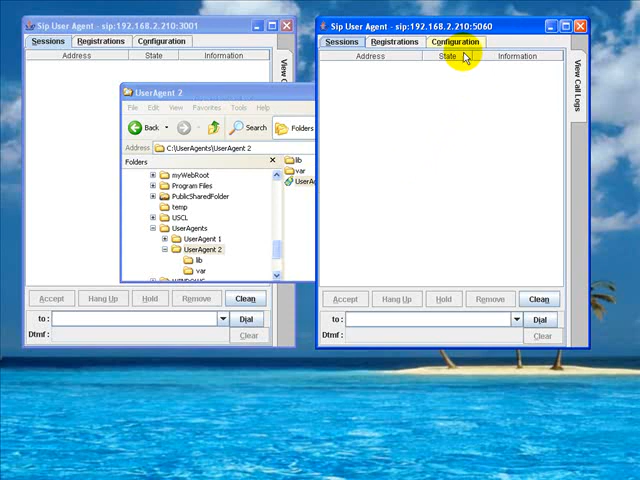 Sip User Agent - sip:192.168.2.210:3001
Sessions Registrations Configuration
Address State Information
View C
UserAgent 2
File Edit View Favorites Tools Help
Back Search Folders
Address C:\UserAgents\UserAgent 2
Folders
myWebRoot
Program Files
PublicSharedFolder
temp
USCL
UserAgents
UserAgent 1
UserAgent 2
lib
var
lib
var
UserAg
Accept Hang Up Hold Remove Clean
to : Dial
Dtmf : Clear
Sip User Agent - sip:192.168.2.210:5060
Sessions Registrations Configuration
Address State Information
View Call Logs
Accept Hang Up Hold Remove Clean
to : Dial
Dtmf : Clear